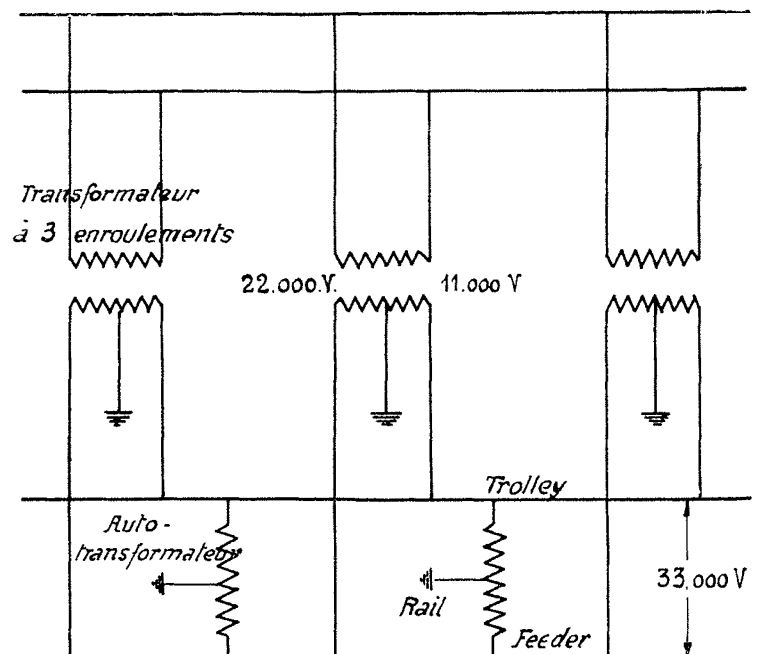 Transformateur
à 3 enroulements
22.000.V.
11.000 V
Trolley
Auto-
transformateur
33.000 V
Rail
Feeder